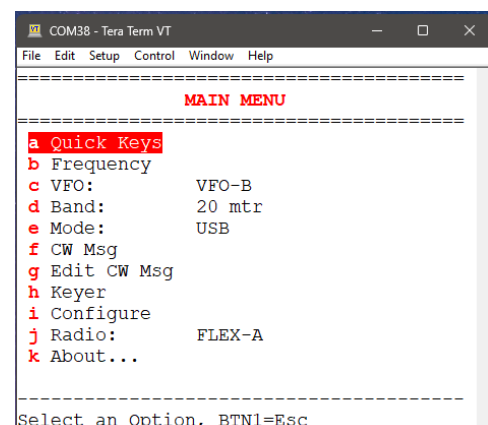 COM38 - Tera Term VT
File Edit Setup Control Window Help
=========================================
MAIN MENU
=========================================
a Quick Keys
b Frequency
c VFO: VFO-B
d Band: 20 mtr
e Mode: USB
f CW Msg
g Edit CW Msg
h Keyer
i Configure
j Radio: FLEX-A
k About...
-----------------------------------------
Select an Option, BTN1=Esc